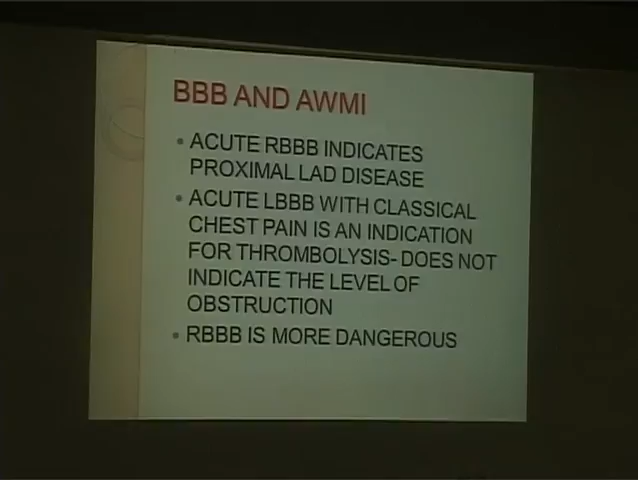 BBB AND AWMI
• ACUTE RBBB INDICATES
PROXIMAL LAD DISEASE
• ACUTE LBBB WITH CLASSICAL
CHEST PAIN IS AN INDICATION
FOR THROMBOLYSIS- DOES NOT
INDICATE THE LEVEL OF
OBSTRUCTION
• RBBB IS MORE DANGEROUS